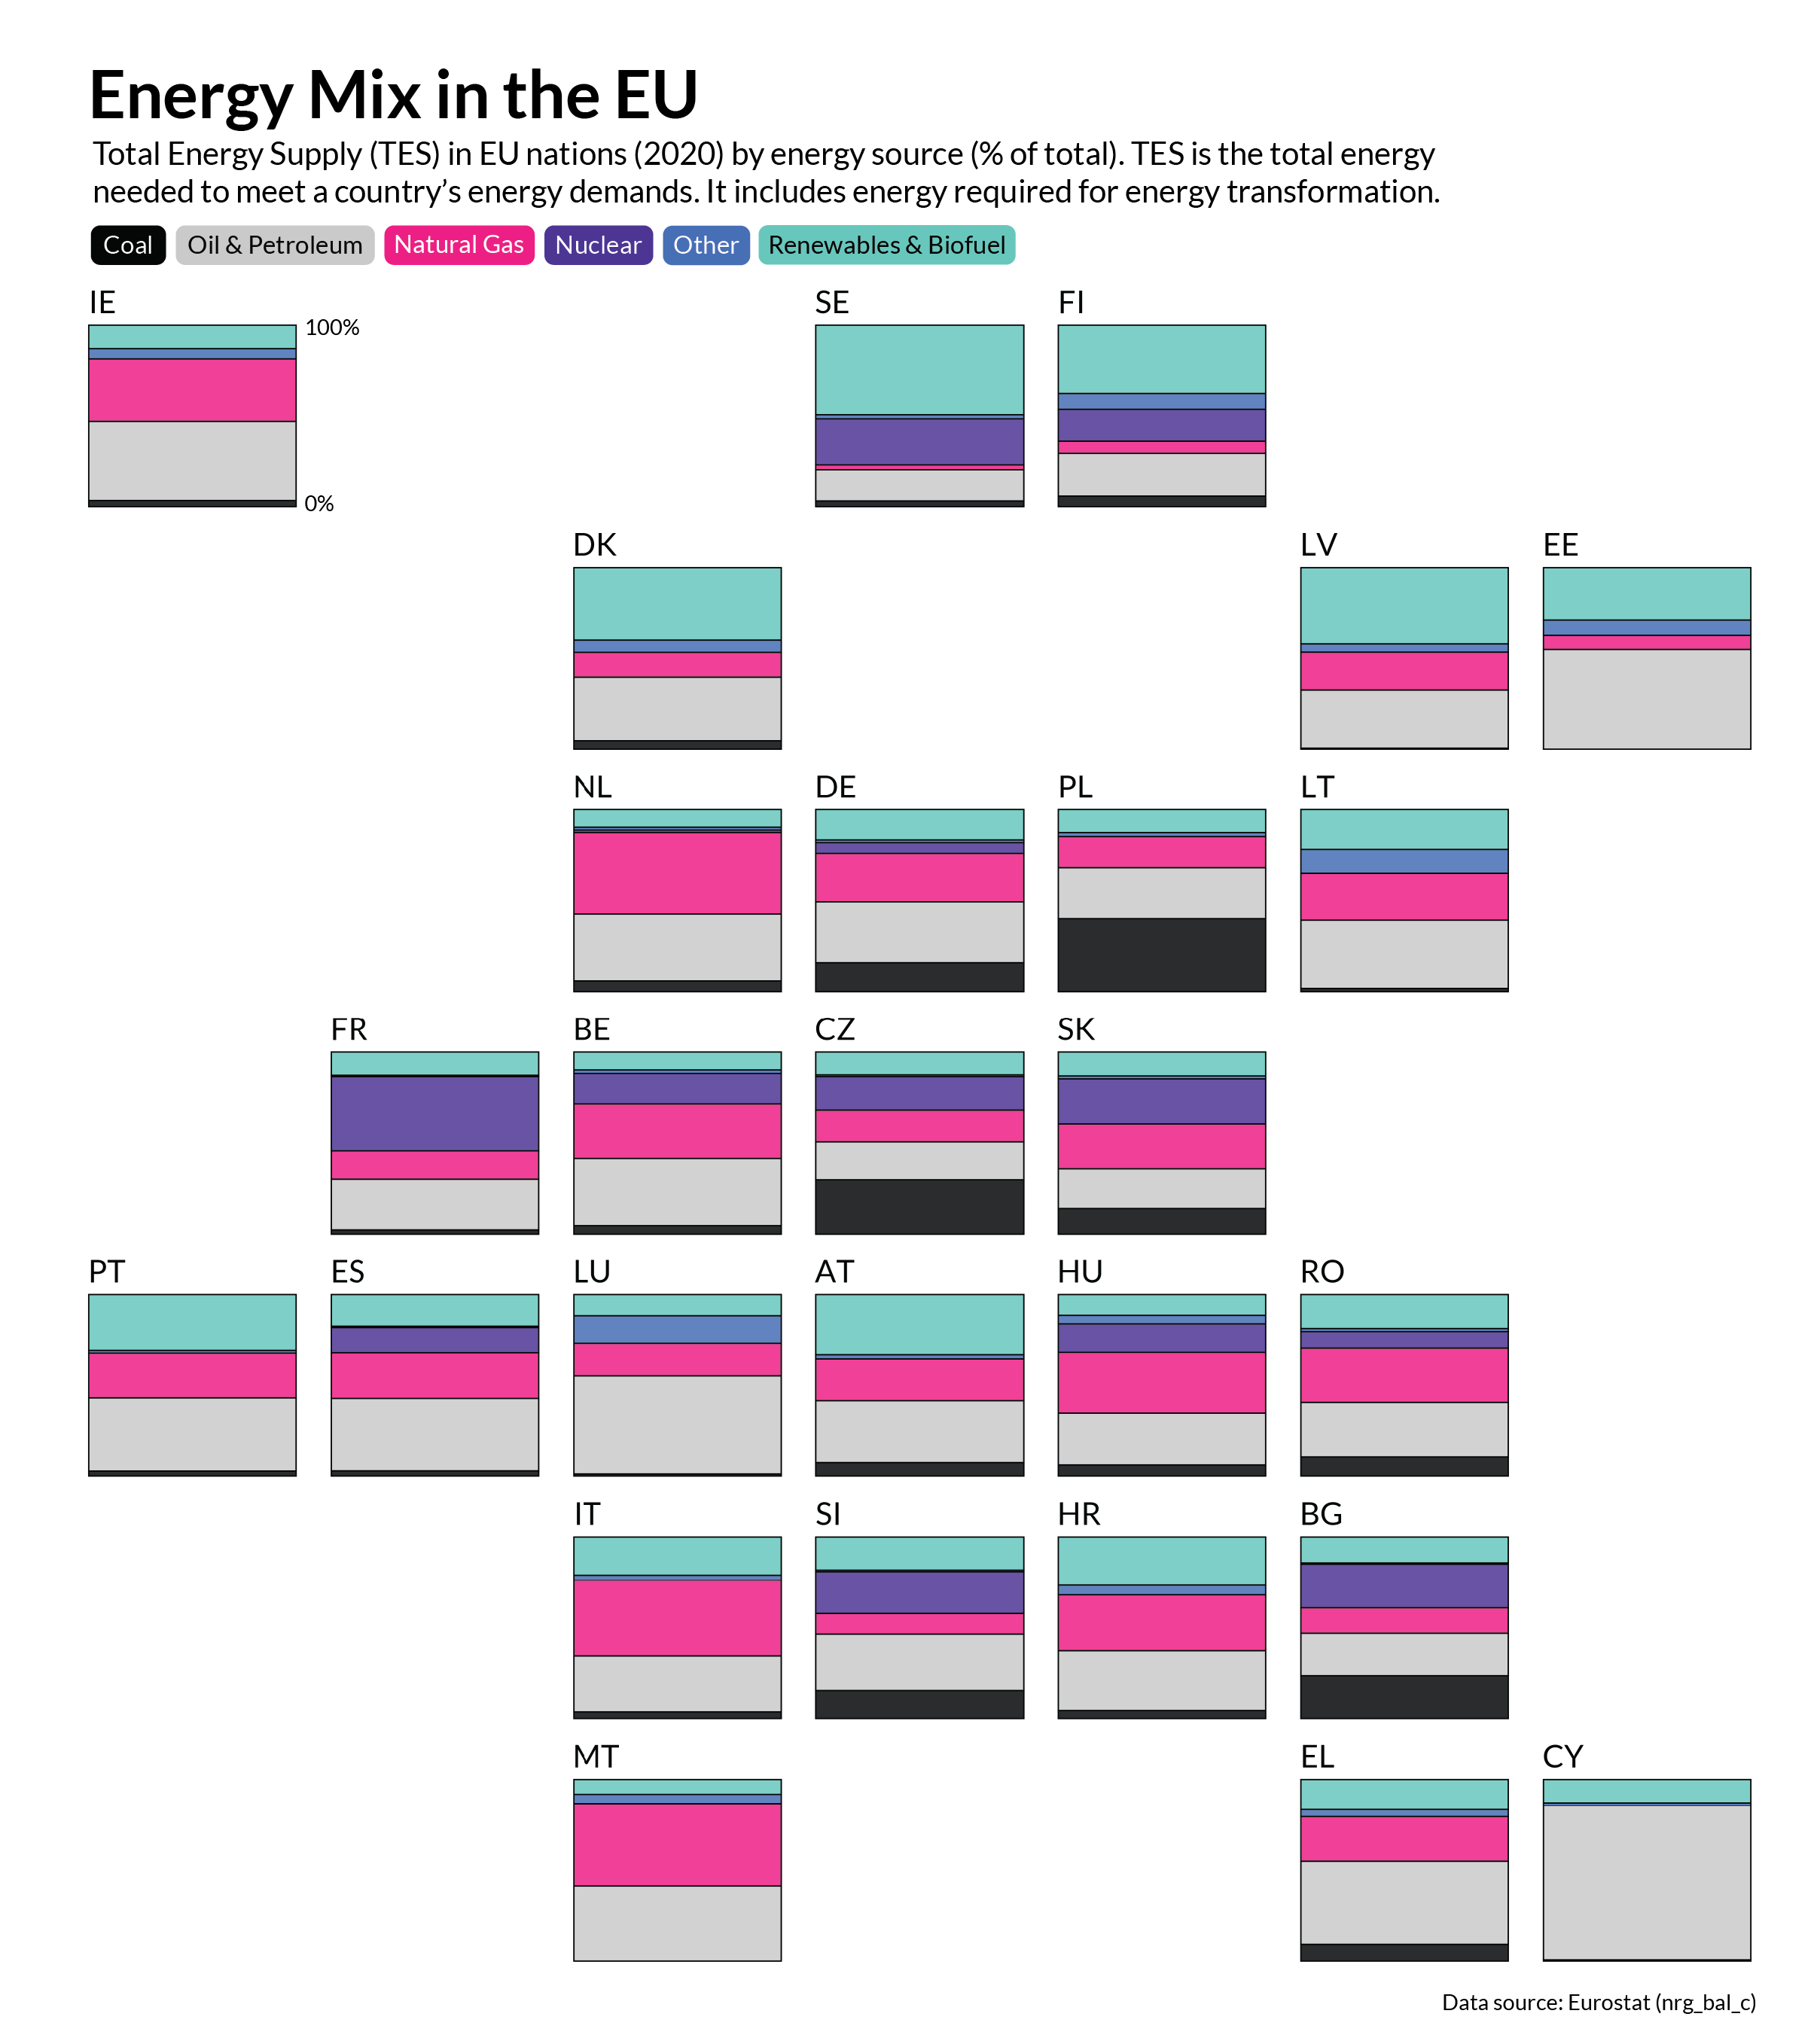 Energy Mix in the EU
Total Energy Supply (TES) in EU nations (2020) by energy source (% of total). TES is the total energy
needed to meet a country’s energy demands. It includes energy required for energy transformation.
Coal Oil & Petroleum Natural Gas Nuclear Other Renewables & Biofuel
IE SE FI
100%
0%
DK LV EE
NL DE PL LT
FR BE CZ SK
PT ES LU AT HU RO
IT SI HR BG
MT EL CY
Data source: Eurostat (nrg_bal_c)